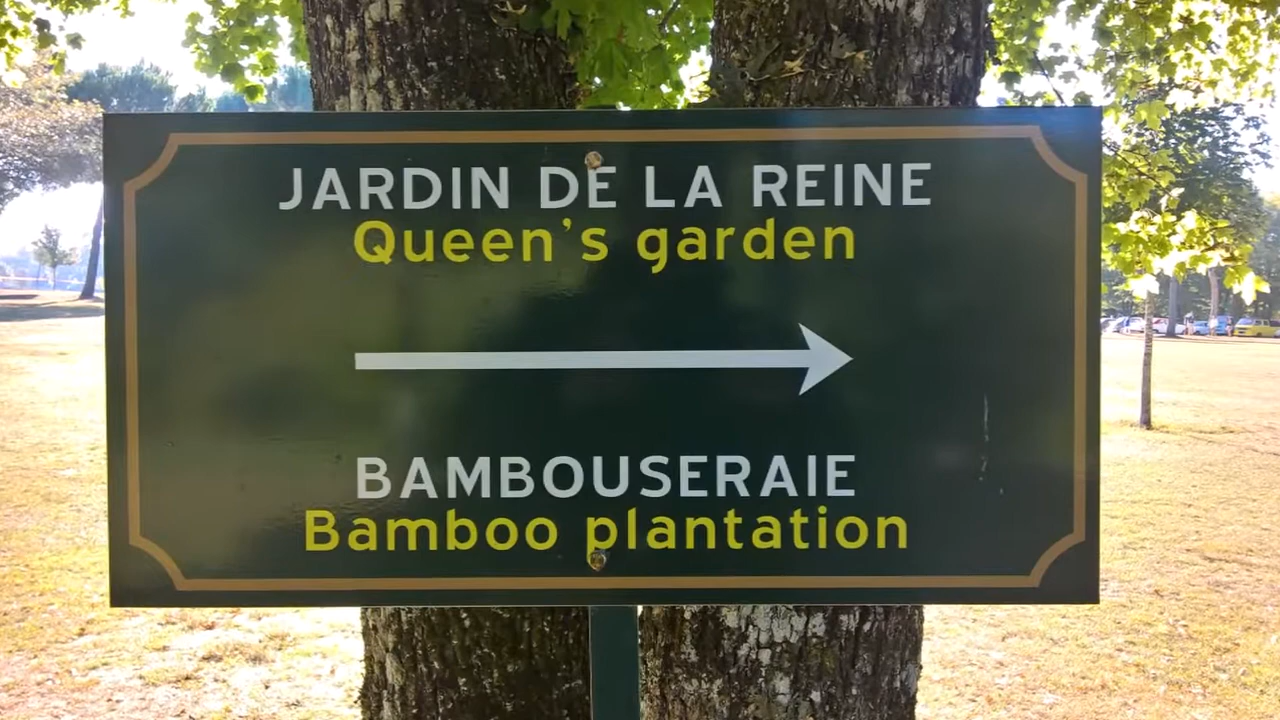 JARDIN DE LA REINE
Queen's garden
BAMBOUSERAIE
Bamboo plantation